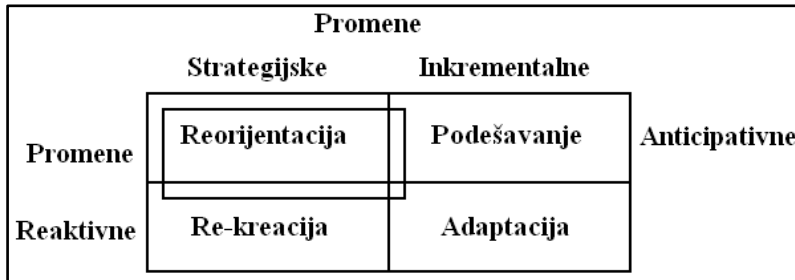 Promene
Strategijske Inkrementalne
Reorijentacija Podešavanje Anticipativne
Promene
Reaktivne Re-kreacija Adaptacija